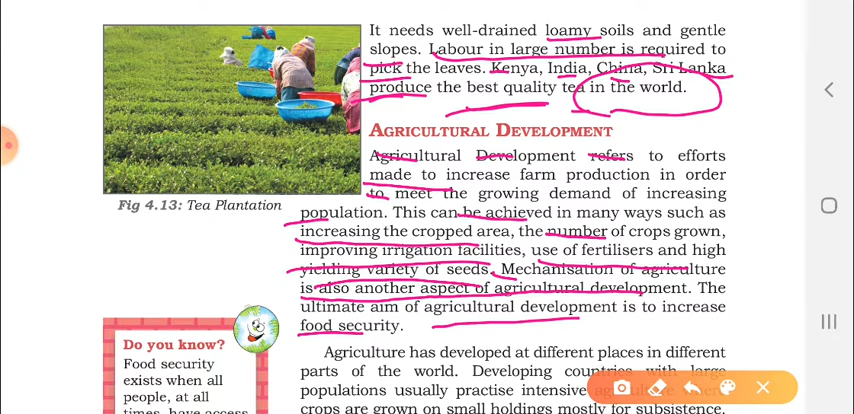 It needs well-drained loamy soils and gentle
slopes. Labour in large number is required to
pick the leaves. Kenya, India, China, Sri Lanka
produce the best quality tea in the world.
Fig 4.13: Tea Plantation
AGRICULTURAL DEVELOPMENT
Agricultural Development refers to efforts
made to increase farm production in order
to meet the growing demand of increasing
population. This can be achieved in many ways such as
increasing the cropped area, the number of crops grown,
improving irrigation facilities, use of fertilisers and high
yielding variety of seeds. Mechanisation of agriculture
is also another aspect of agricultural development. The
ultimate aim of agricultural development is to increase
food security.
Do you know?
Food security
exists when all
people, at all
times, have access
Agriculture has developed at different places in different
parts of the world. Developing countries with large
populations usually practise intensive agriculture where
crops are grown on small holdings mostly for subsistence.